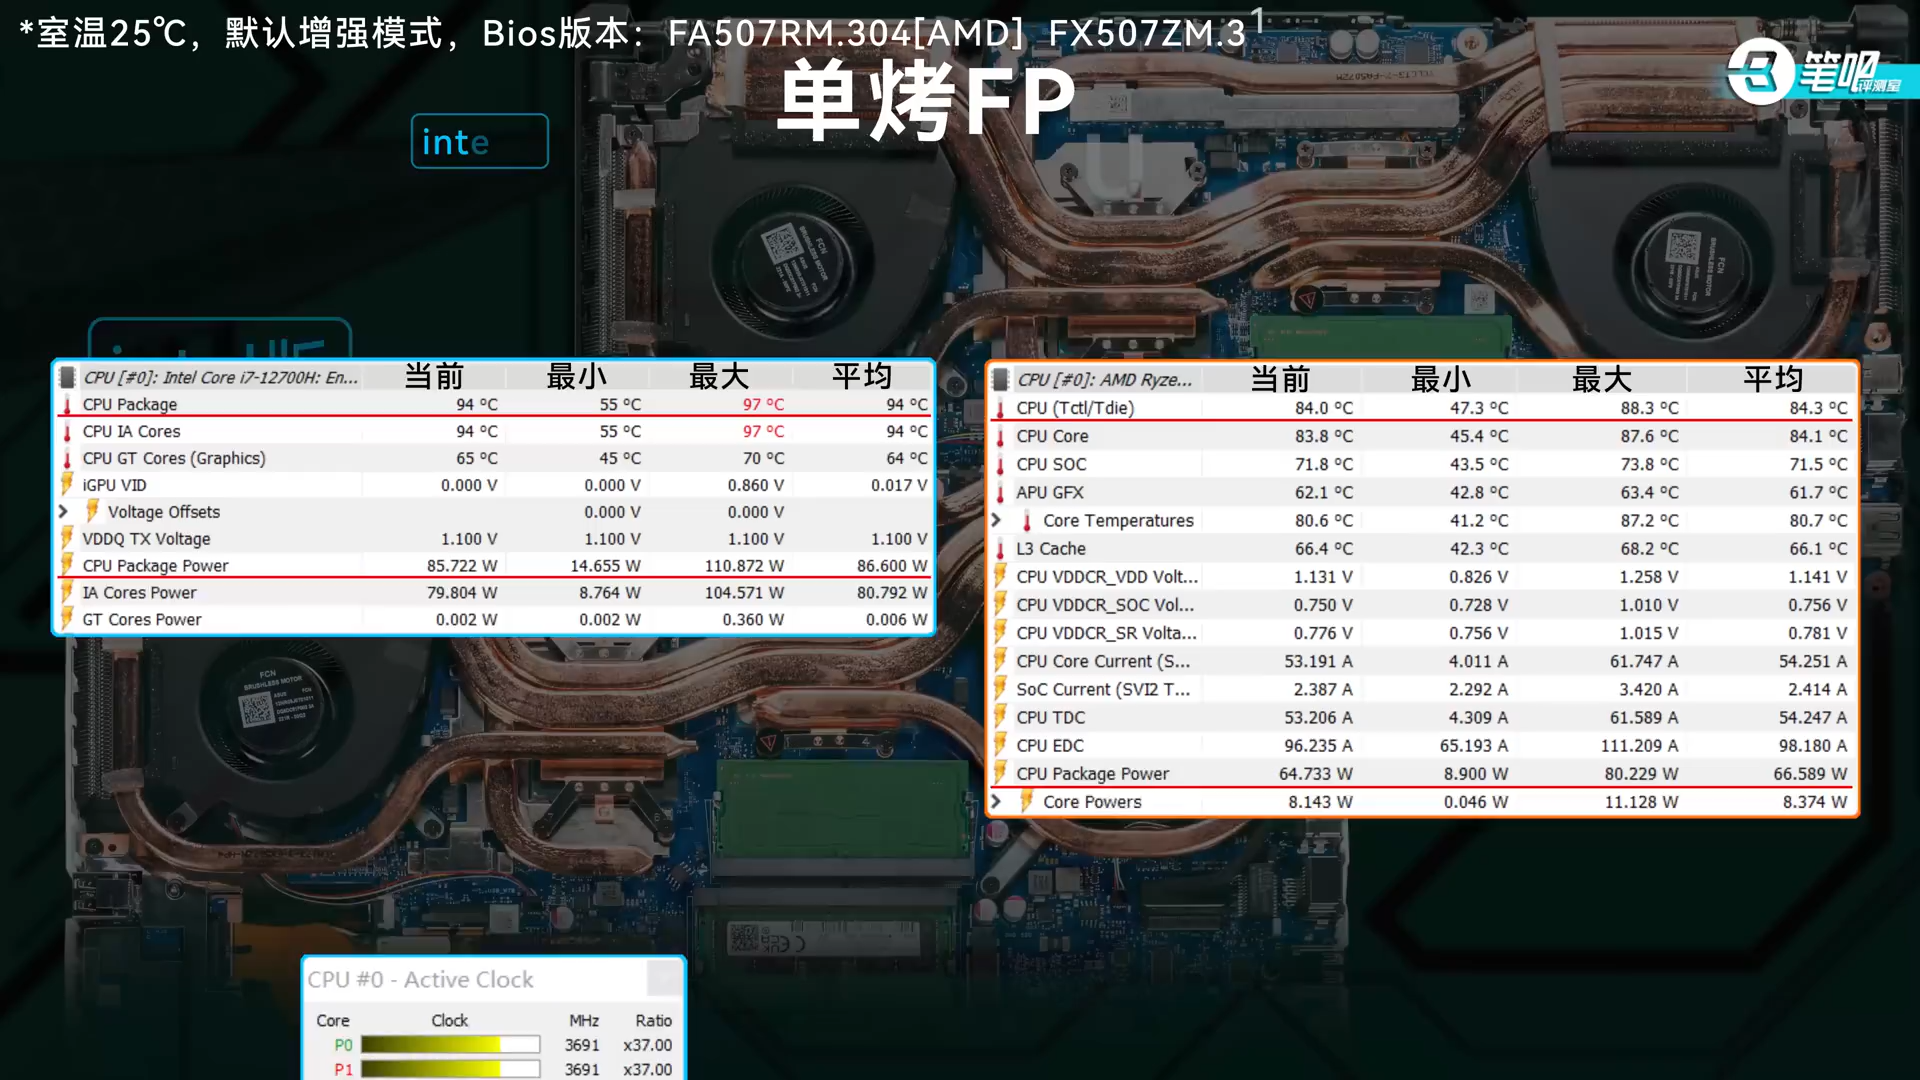 *室温25℃，默认增强模式，Bios版本：FA507RM.304[AMD] FX507ZM.31
单烤FP
笔吧
评测室
inte
CPU [#0]: Intel Core i7-12700H: En... 当前 最小 最大 平均
CPU Package 94 °C 55 °C 97 °C 94 °C
CPU IA Cores 94 °C 55 °C 97 °C 94 °C
CPU GT Cores (Graphics) 65 °C 45 °C 70 °C 64 °C
iGPU VID 0.000 V 0.000 V 0.860 V 0.017 V
Voltage Offsets 0.000 V 0.000 V
VDDQ TX Voltage 1.100 V 1.100 V 1.100 V 1.100 V
CPU Package Power 85.722 W 14.655 W 110.872 W 86.600 W
IA Cores Power 79.804 W 8.764 W 104.571 W 80.792 W
GT Cores Power 0.002 W 0.002 W 0.360 W 0.006 W
CPU [#0]: AMD Ryze... 当前 最小 最大 平均
CPU (Tctl/Tdie) 84.0 °C 47.3 °C 88.3 °C 84.3 °C
CPU Core 83.8 °C 45.4 °C 87.6 °C 84.1 °C
CPU SOC 71.8 °C 43.5 °C 73.8 °C 71.5 °C
APU GFX 62.1 °C 42.8 °C 63.4 °C 61.7 °C
Core Temperatures 80.6 °C 41.2 °C 87.2 °C 80.7 °C
L3 Cache 66.4 °C 42.3 °C 68.2 °C 66.1 °C
CPU VDDCR_VDD Volt... 1.131 V 0.826 V 1.258 V 1.141 V
CPU VDDCR_SOC Vol... 0.750 V 0.728 V 1.010 V 0.756 V
CPU VDDCR_SR Volta... 0.776 V 0.756 V 1.015 V 0.781 V
CPU Core Current (S... 53.191 A 4.011 A 61.747 A 54.251 A
SoC Current (SVI2 T... 2.387 A 2.292 A 3.420 A 2.414 A
CPU TDC 53.206 A 4.309 A 61.589 A 54.247 A
CPU EDC 96.235 A 65.193 A 111.209 A 98.180 A
CPU Package Power 64.733 W 8.900 W 80.229 W 66.589 W
Core Powers 8.143 W 0.046 W 11.128 W 8.374 W
FCN
BRUSHLESS MOTOR
CPU #0 - Active Clock
Core Clock MHz Ratio
P0 3691 x37.00
P1 3691 x37.00